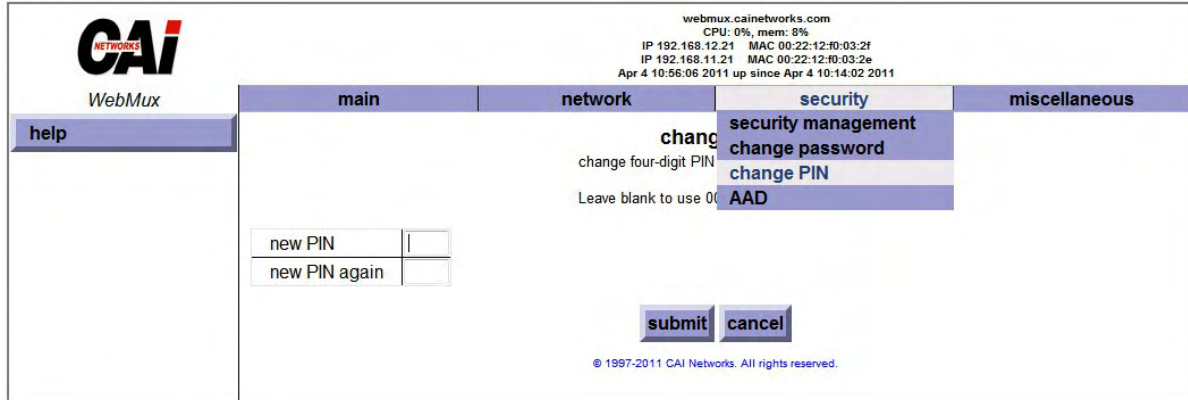 CAi
NETWORKS
webmux.cainetworks.com
CPU: 0%, mem: 8%
IP 192.168.12.21 MAC 00:22:12:f0:03:2f
IP 192.168.11.21 MAC 00:22:12:f0:03:2e
Apr 4 10:56:06 2011 up since Apr 4 10:14:02 2011
WebMux
main network security miscellaneous
help
security management
change password
change PIN
AAD
chang
change four-digit PIN
Leave blank to use 00
new PIN
new PIN again
submit cancel
© 1997-2011 CAI Networks. All rights reserved.